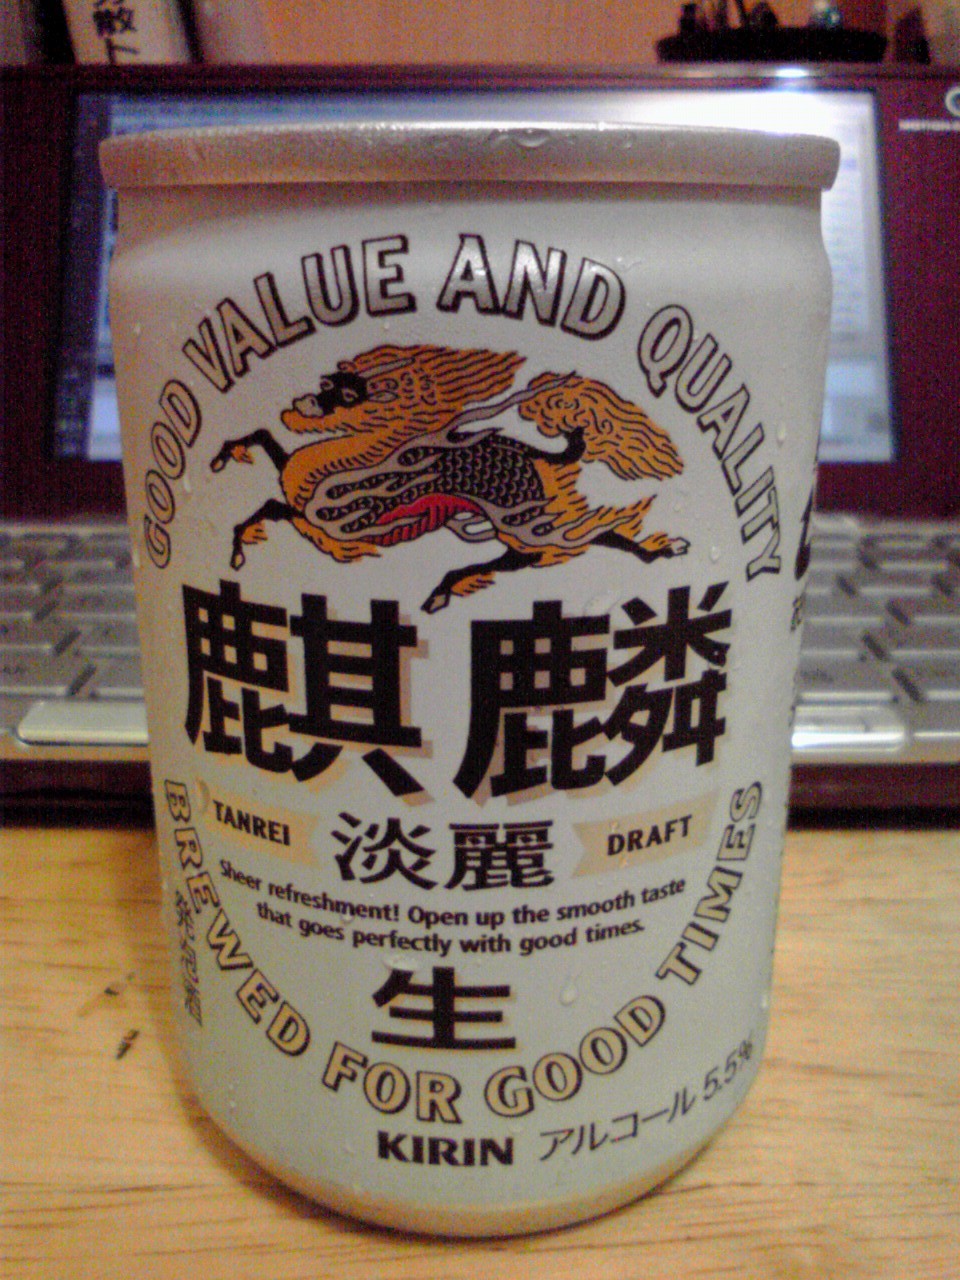 GOOD VALUE AND QUALITY
麒麟
TANREI
淡麗
DRAFT
Sheer refreshment! Open up the smooth taste
that goes perfectly with good times.
生
BREWED FOR GOOD TIMES
KIRIN
アルコール 5.5%